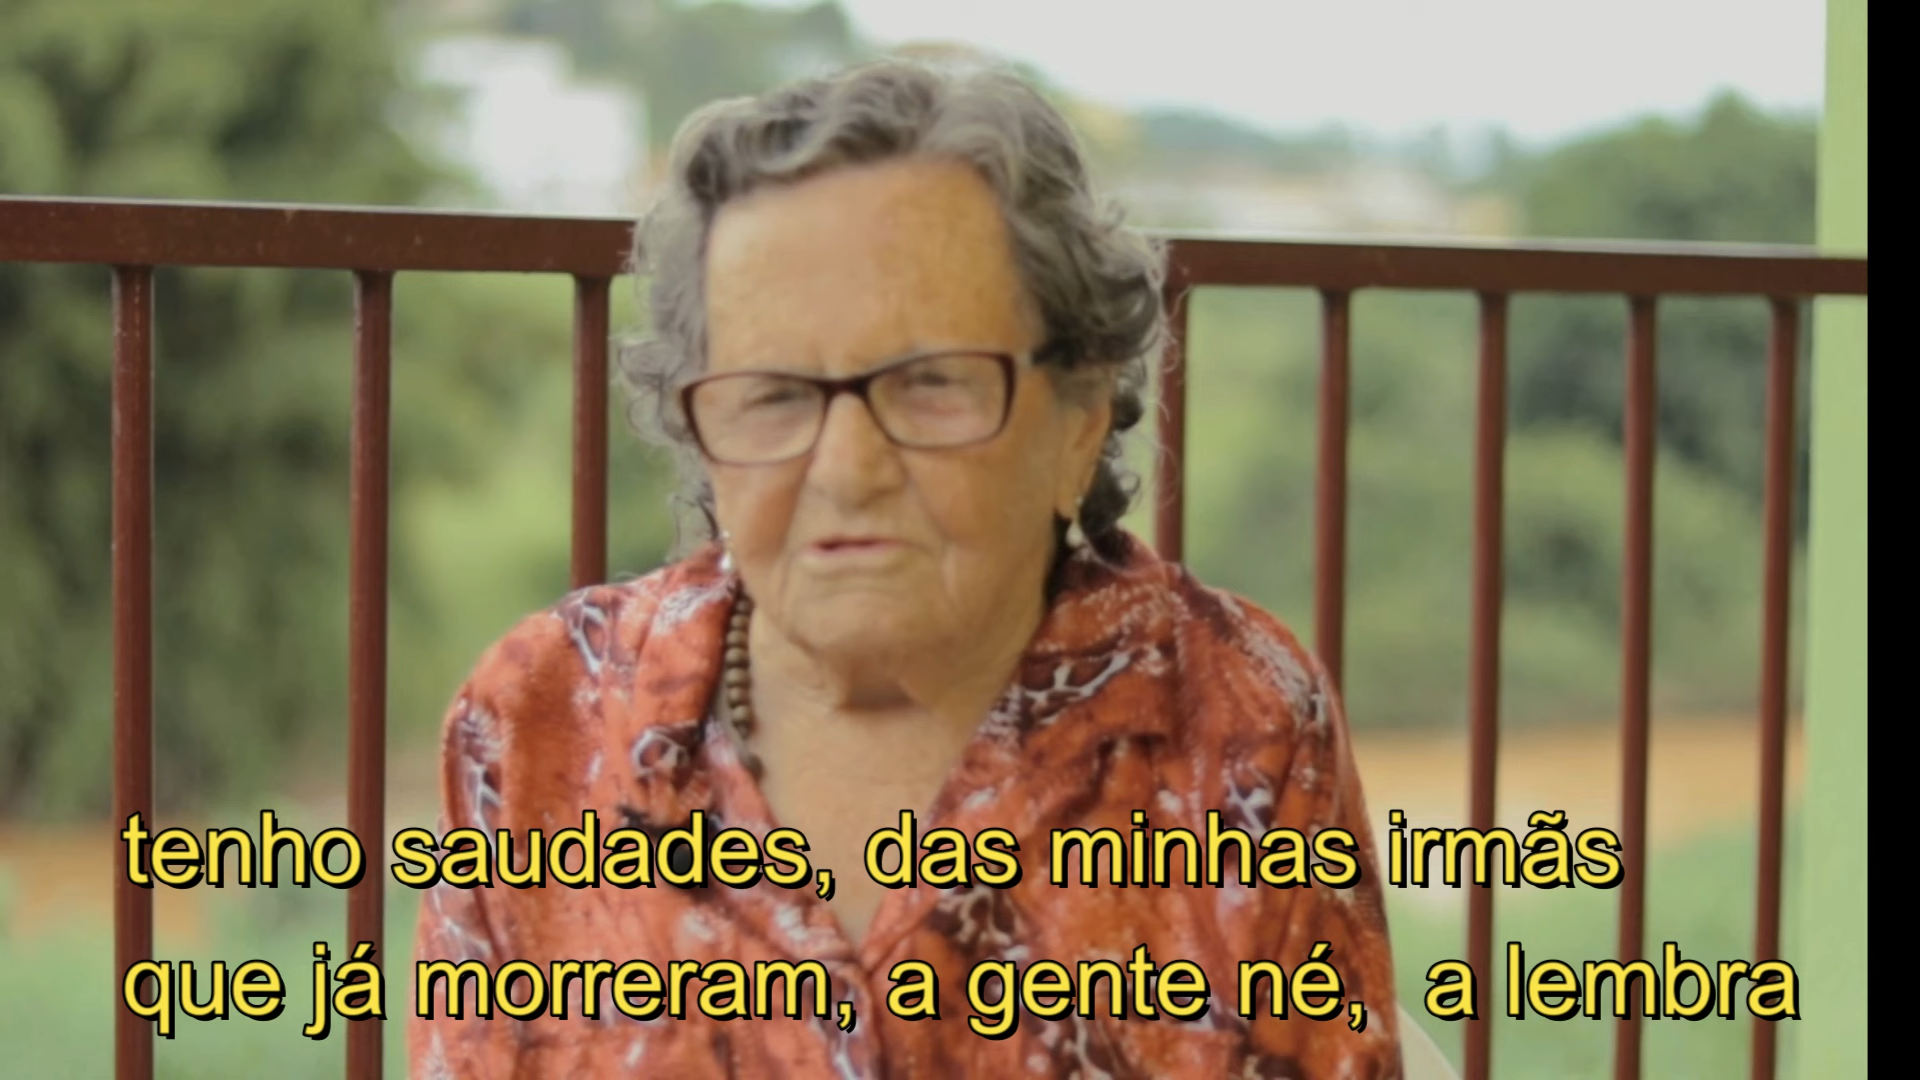 tenho saudades, das minhas irmãs
que já morreram, a gente né,  a lembra